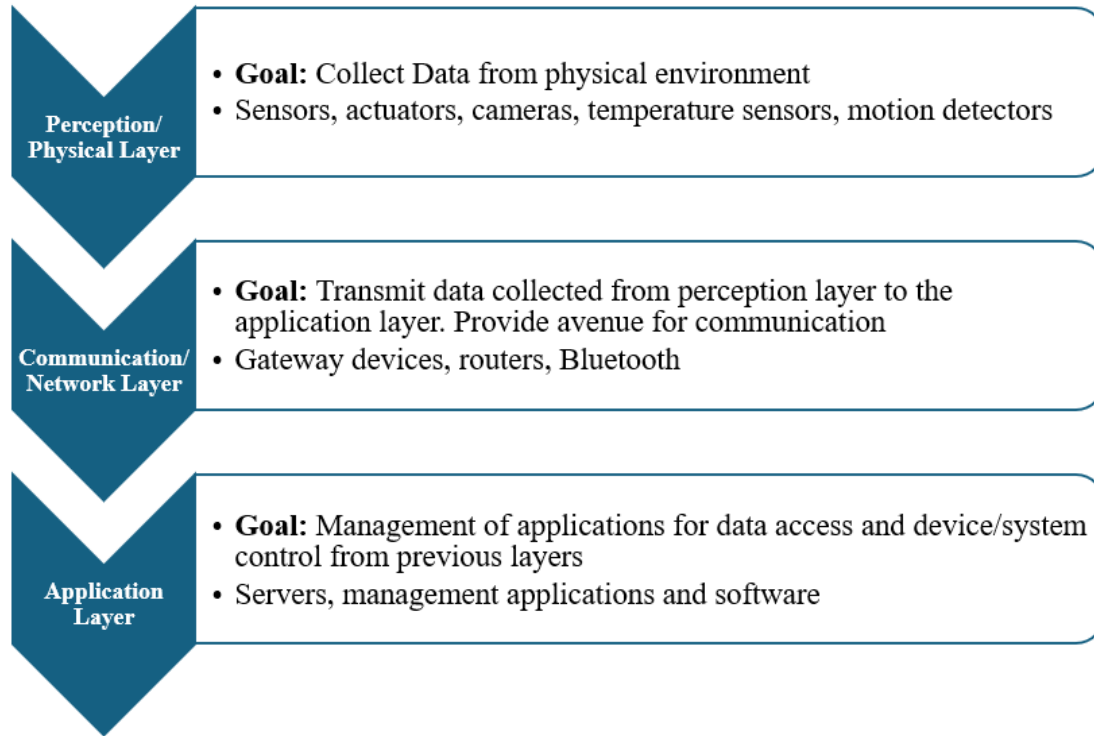 Perception/
Physical Layer
• Goal: Collect Data from physical environment
• Sensors, actuators, cameras, temperature sensors, motion detectors
Communication/
Network Layer
• Goal: Transmit data collected from perception layer to the
application layer. Provide avenue for communication
• Gateway devices, routers, Bluetooth
Application
Layer
• Goal: Management of applications for data access and device/system
control from previous layers
• Servers, management applications and software